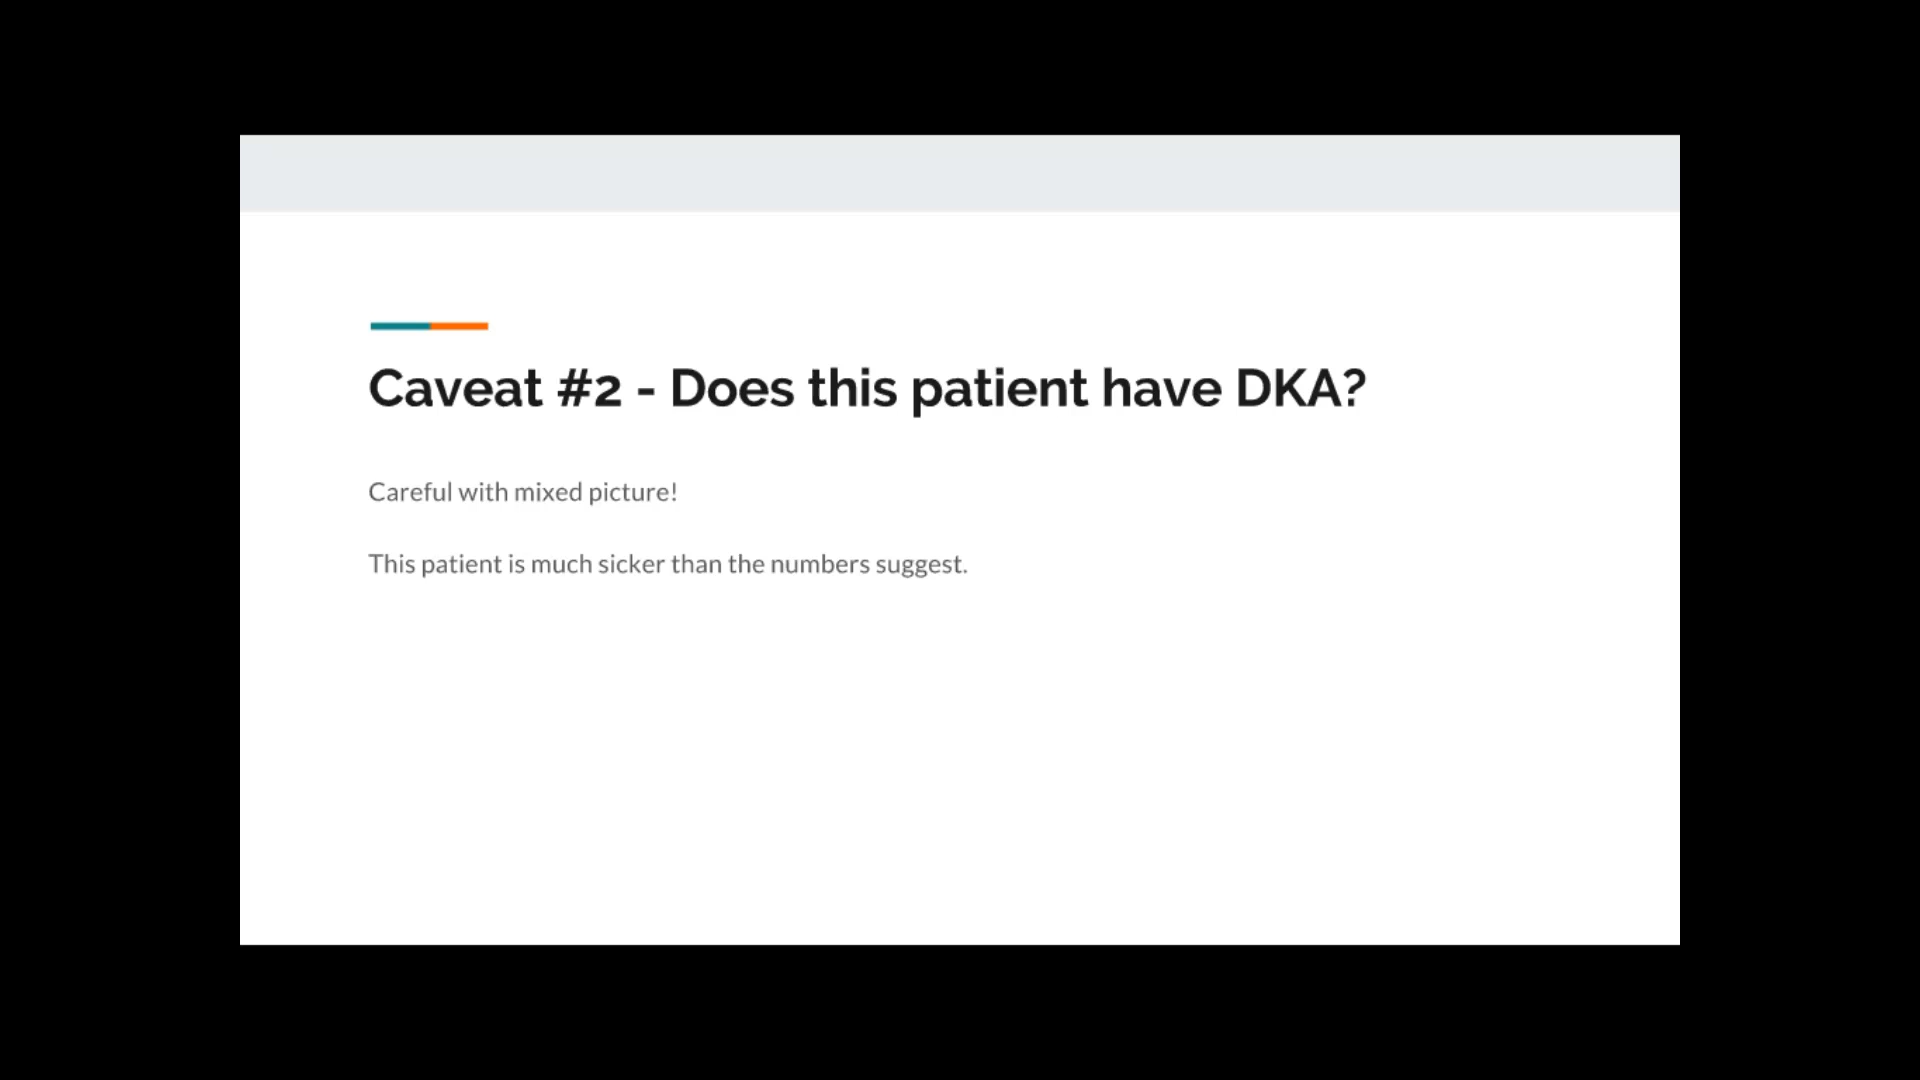 Caveat #2 - Does this patient have DKA?
Careful with mixed picture!
This patient is much sicker than the numbers suggest.